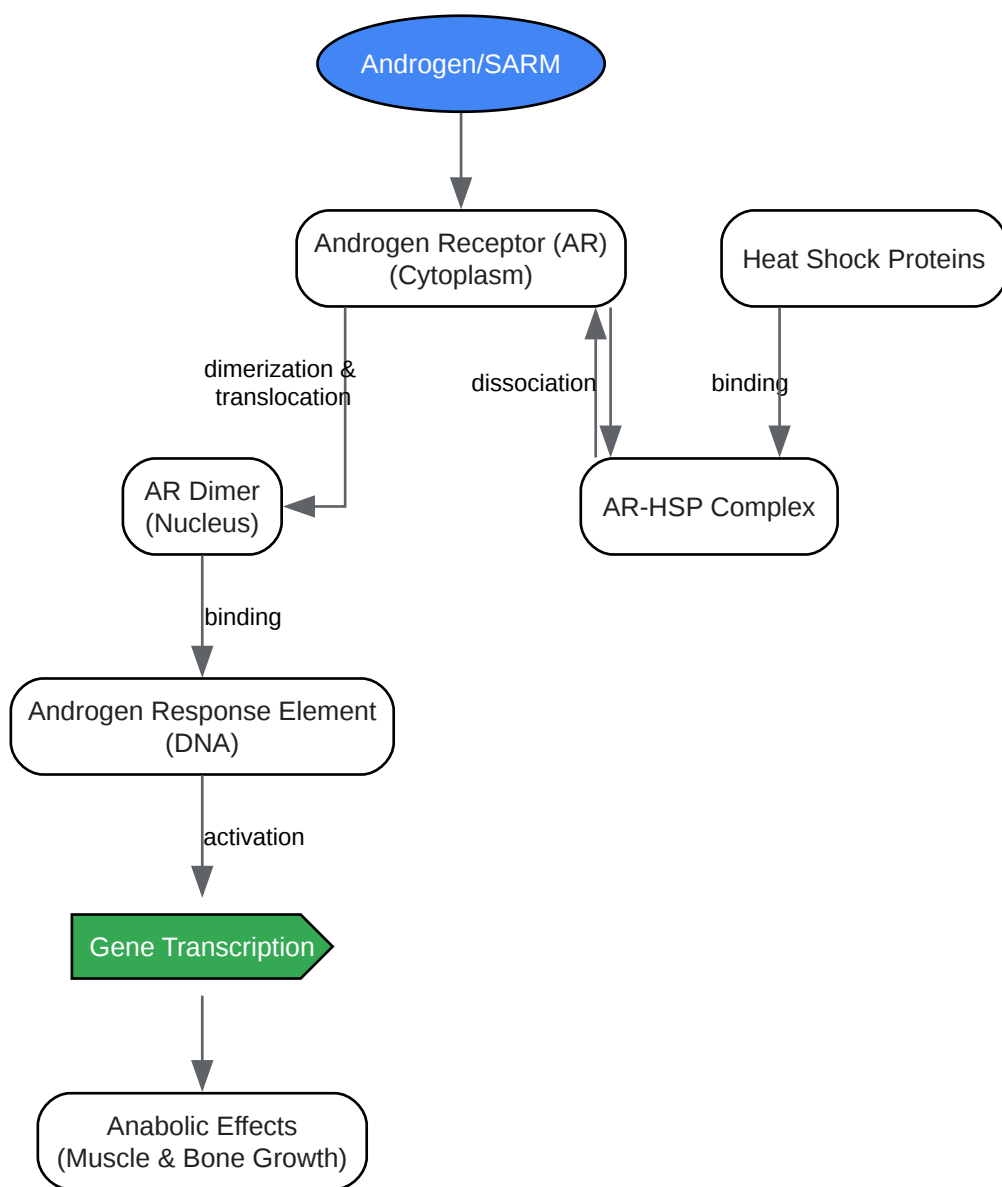 Androgen/SARM
Androgen Receptor (AR)
(Cytoplasm)
Heat Shock Proteins
dimerization &
translocation
dissociation
binding
AR Dimer
(Nucleus)
AR-HSP Complex
binding
Androgen Response Element
(DNA)
activation
Gene Transcription
Anabolic Effects
(Muscle & Bone Growth)